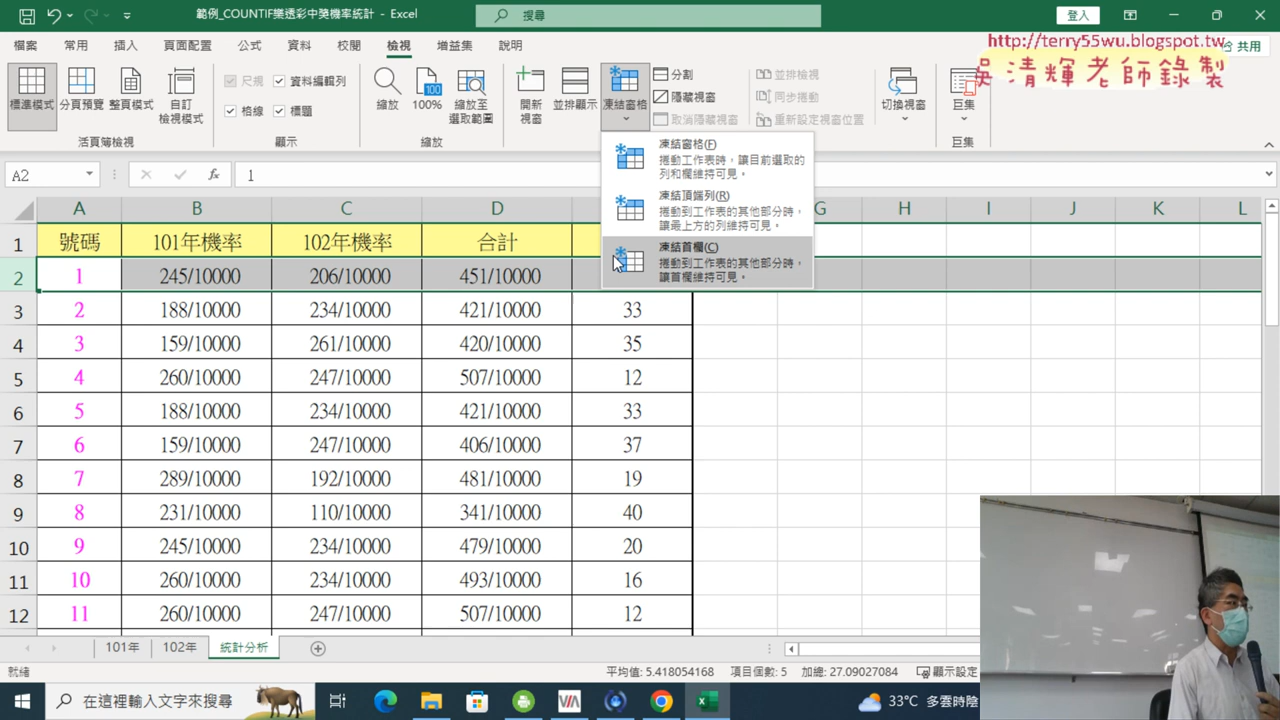 範例_COUNTIF樂透彩中獎機率統計 - Excel
搜尋
登入
http://terry55wu.blogspot.tw
吳清輝老師錄製
檔案 常用 插入 頁面配置 公式 資料 校閱 檢視 增益集 說明 共用
標準模式 分頁預覽 整頁模式 自訂檢視模式
活頁簿檢視
尺規 資料編輯列
格線 標題
顯示
縮放 100% 縮放至選取範圍
縮放
開新視窗 並排顯示 凍結窗格
分割
隱藏視窗
取消隱藏視窗
並排檢視
同步捲動
重新設定視窗位置
切換視窗 巨集
巨集
凍結窗格(F)
捲動工作表時，讓目前選取的
列和欄維持可見。
凍結頂端列(R)
捲動到工作表的其他部分時，
讓最上方的列維持可見。
凍結首欄(C)
捲動到工作表的其他部分時，
讓首欄維持可見。
A2 fx 1
A B C D G H I J K L
1 號碼 101年機率 102年機率 合計
2 1 245/10000 206/10000 451/10000
3 2 188/10000 234/10000 421/10000 33
4 3 159/10000 261/10000 420/10000 35
5 4 260/10000 247/10000 507/10000 12
6 5 188/10000 234/10000 421/10000 33
7 6 159/10000 247/10000 406/10000 37
8 7 289/10000 192/10000 481/10000 19
9 8 231/10000 110/10000 341/10000 40
10 9 245/10000 234/10000 479/10000 20
11 10 260/10000 234/10000 493/10000 16
12 11 260/10000 247/10000 507/10000 12
101年 102年 統計分析
就緒
平均值: 5.418054168 項目個數: 5 加總: 27.09027084 顯示設定
在這裡輸入文字來搜尋
33°C 多雲時陰